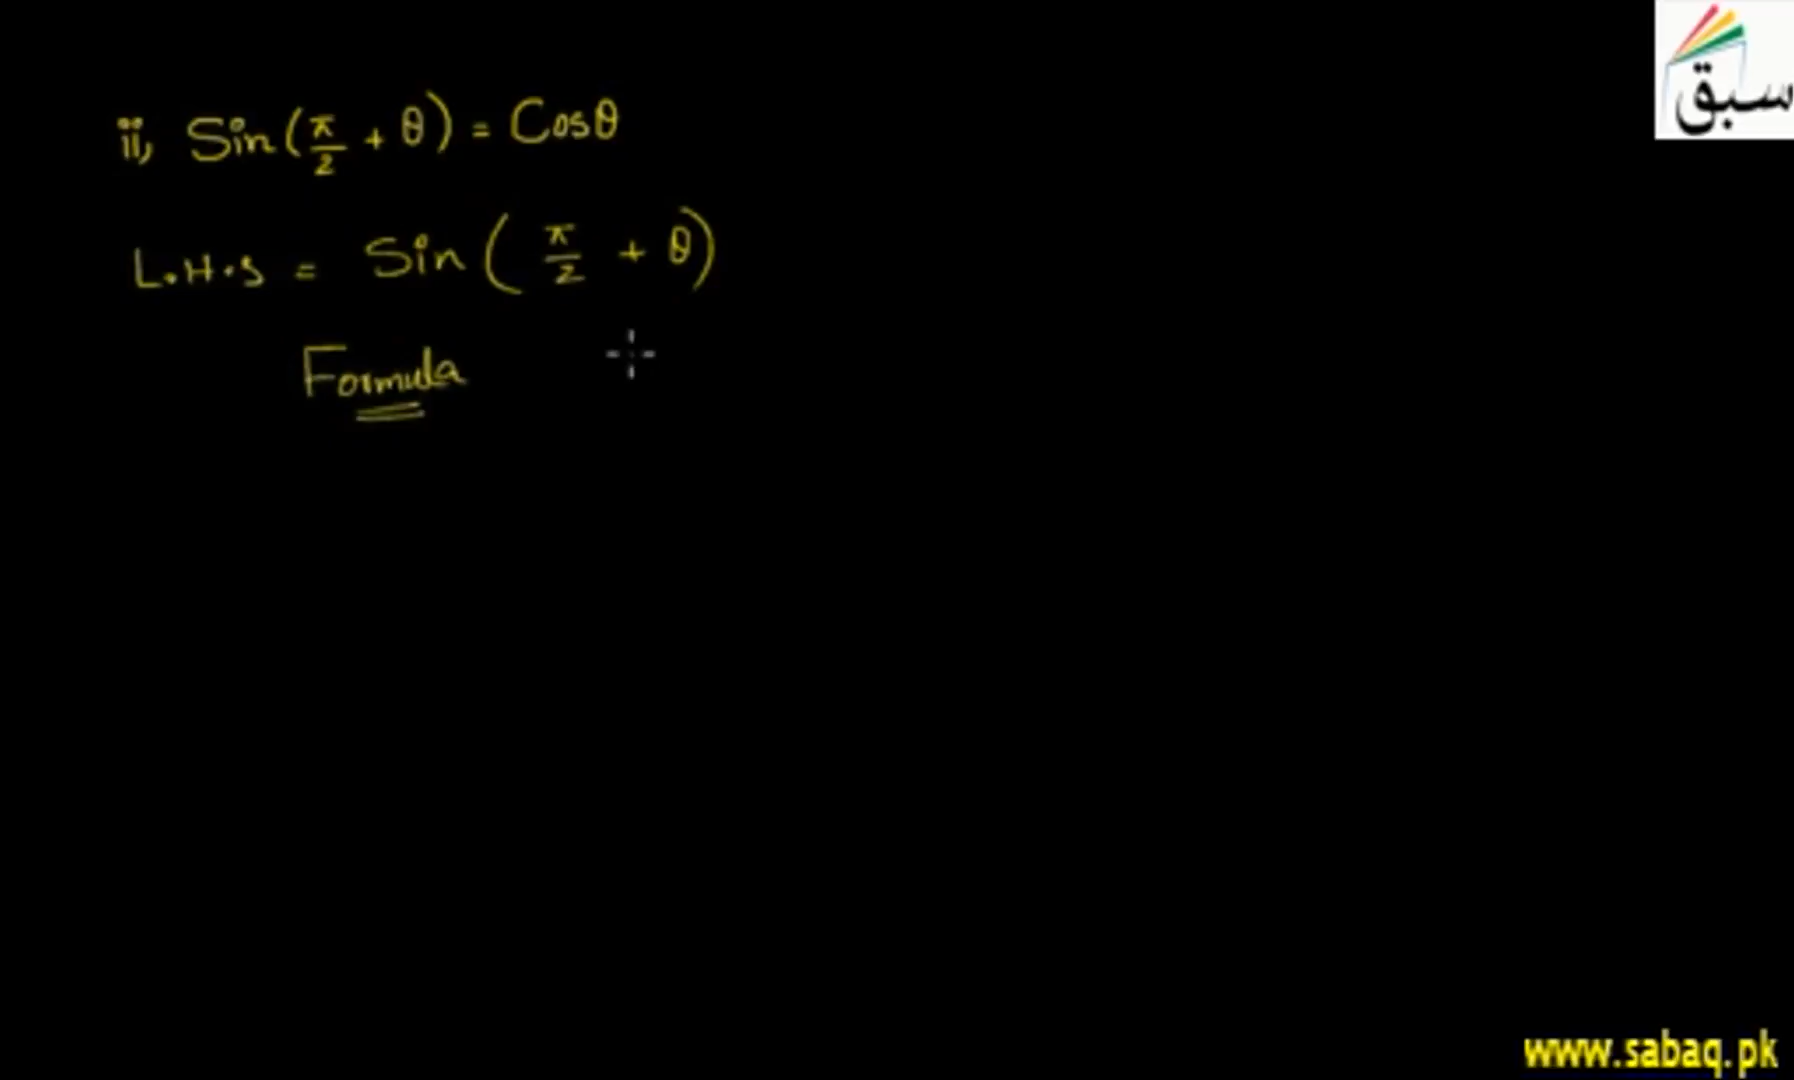 سبق
ii, Sin(π/2 + θ) = Cosθ
L.H.S = Sin(π/2 + θ)
Formula
www.sabaq.pk